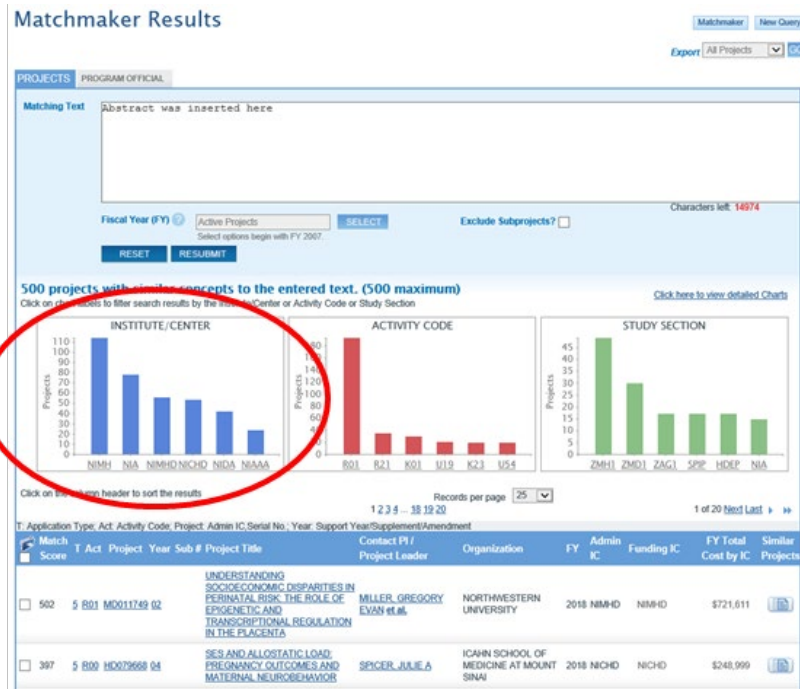 Matchmaker Results
Matchmaker New Query
Export All Projects GO
PROJECTS PROGRAM OFFICIAL
Matching Text Abstract was inserted here
Characters left: 14974
Fiscal Year (FY) ? Active Projects SELECT Exclude Subprojects?
Select options begin with FY 2007.
RESET RESUBMIT
500 projects with similar concepts to the entered text. (500 maximum)
Click on chart labels to filter search results by the Institute/Center or Activity Code or Study Section
Click here to view detailed Charts
INSTITUTE/CENTER
Projects
110
100
90
80
70
60
50
40
30
20
10
0
NIMH NIA NIMHD NICHD NIDA NIAAA
ACTIVITY CODE
Projects
120
100
80
60
0
R01 R21 K01 U19 K23 U54
STUDY SECTION
Projects
45
40
35
30
25
20
15
10
5
0
ZMH1 ZMD1 ZAG1 SPIP HDEP NIA
Click on the column header to sort the results
Records per page 25
1 2 3 4 ... 18 19 20
1 of 20 Next Last
T: Application Type; Act: Activity Code; Project: Admin IC,Serial No.; Year: Support Year/Supplement/Amendment
Match Score T Act Project Year Sub # Project Title Contact PI / Project Leader Organization FY Admin IC Funding IC FY Total Cost by IC Similar Projects
502 5 R01 MD011749 02
UNDERSTANDING
SOCIOECONOMIC DISPARITIES IN
PERINATAL RISK: THE ROLE OF
EPIGENETIC AND
TRANSCRIPTIONAL REGULATION
IN THE PLACENTA
MILLER, GREGORY
EVAN et al.
NORTHWESTERN
UNIVERSITY
2018 NIMHD NIMHD $721,611
397 5 R00 HD079668 04
SES AND ALLOSTATIC LOAD:
PREGNANCY OUTCOMES AND
MATERNAL NEUROBEHAVIOR
SPICER, JULIE A
ICAHN SCHOOL OF
MEDICINE AT MOUNT
SINAI
2018 NICHD NICHD $248,999